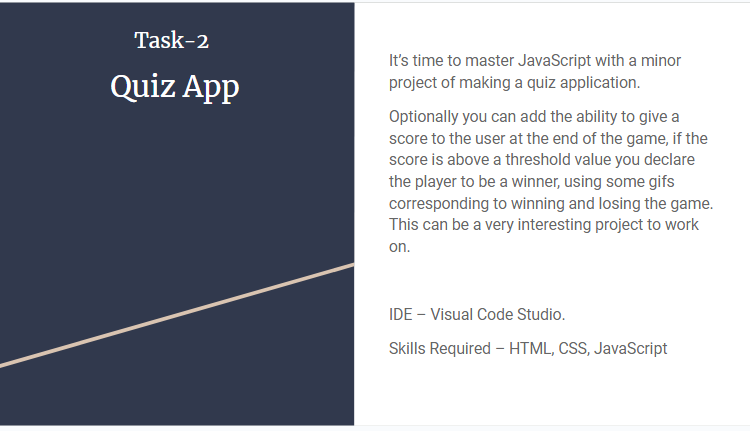 Task-2
Quiz App
It's time to master JavaScript with a minor
project of making a quiz application.
Optionally you can add the ability to give a
score to the user at the end of the game, if the
score is above a threshold value you declare
the player to be a winner, using some gifs
corresponding to winning and losing the game.
This can be a very interesting project to work
on.
IDE – Visual Code Studio.
Skills Required – HTML, CSS, JavaScript